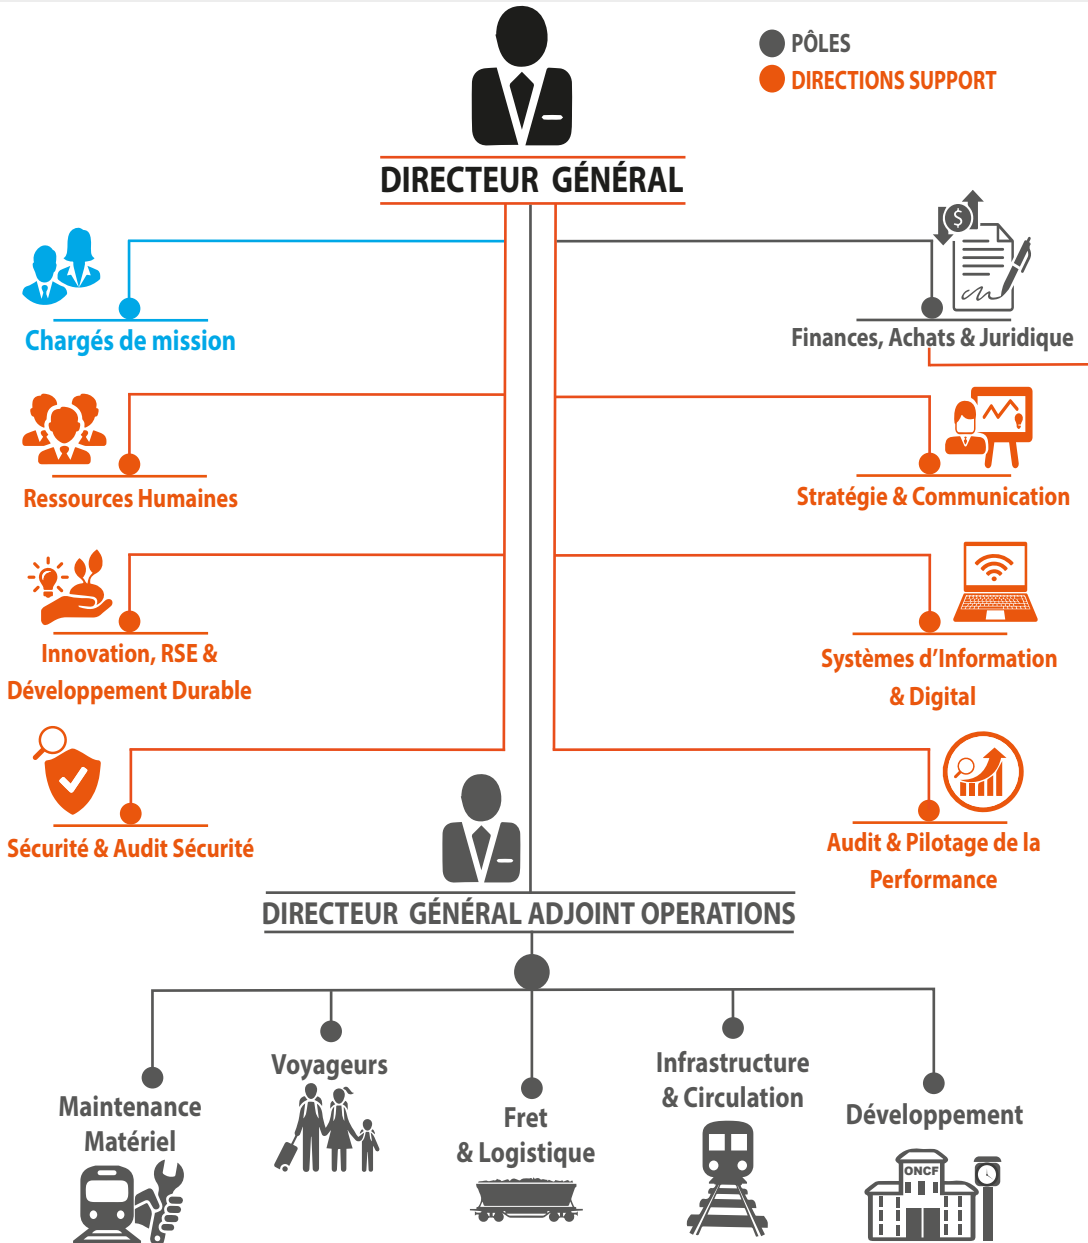 PÔLES
DIRECTIONS SUPPORT
DIRECTEUR GÉNÉRAL
$
Chargés de mission
Finances, Achats & Juridique
Ressources Humaines
Stratégie & Communication
Innovation, RSE &
Développement Durable
Systèmes d'Information
& Digital
Sécurité & Audit Sécurité
Audit & Pilotage de la
Performance
DIRECTEUR GÉNÉRAL ADJOINT OPERATIONS
Maintenance
Matériel
Voyageurs
Fret
& Logistique
Infrastructure
& Circulation
Développement
ONCF